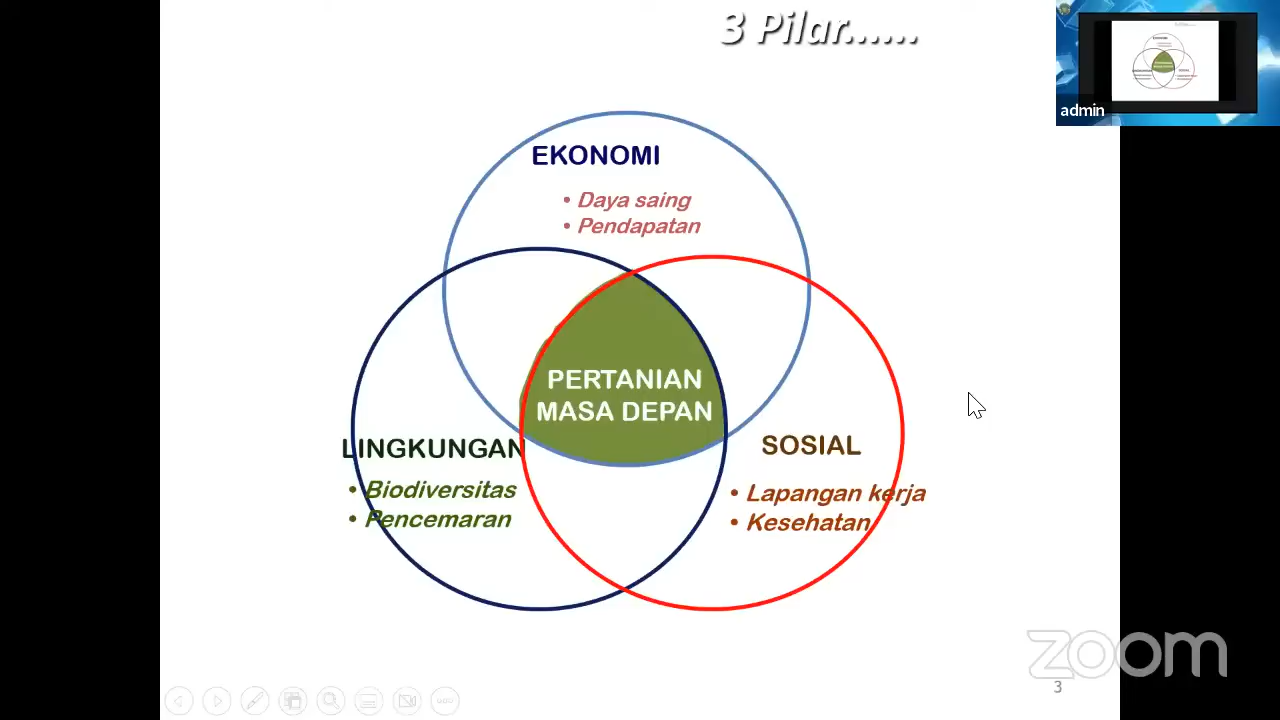 3 Pilar......
admin
EKONOMI
• Daya saing
• Pendapatan
PERTANIAN
MASA DEPAN
LINGKUNGAN
• Biodiversitas
• Pencemaran
SOSIAL
• Lapangan kerja
• Kesehatan
zoom
3